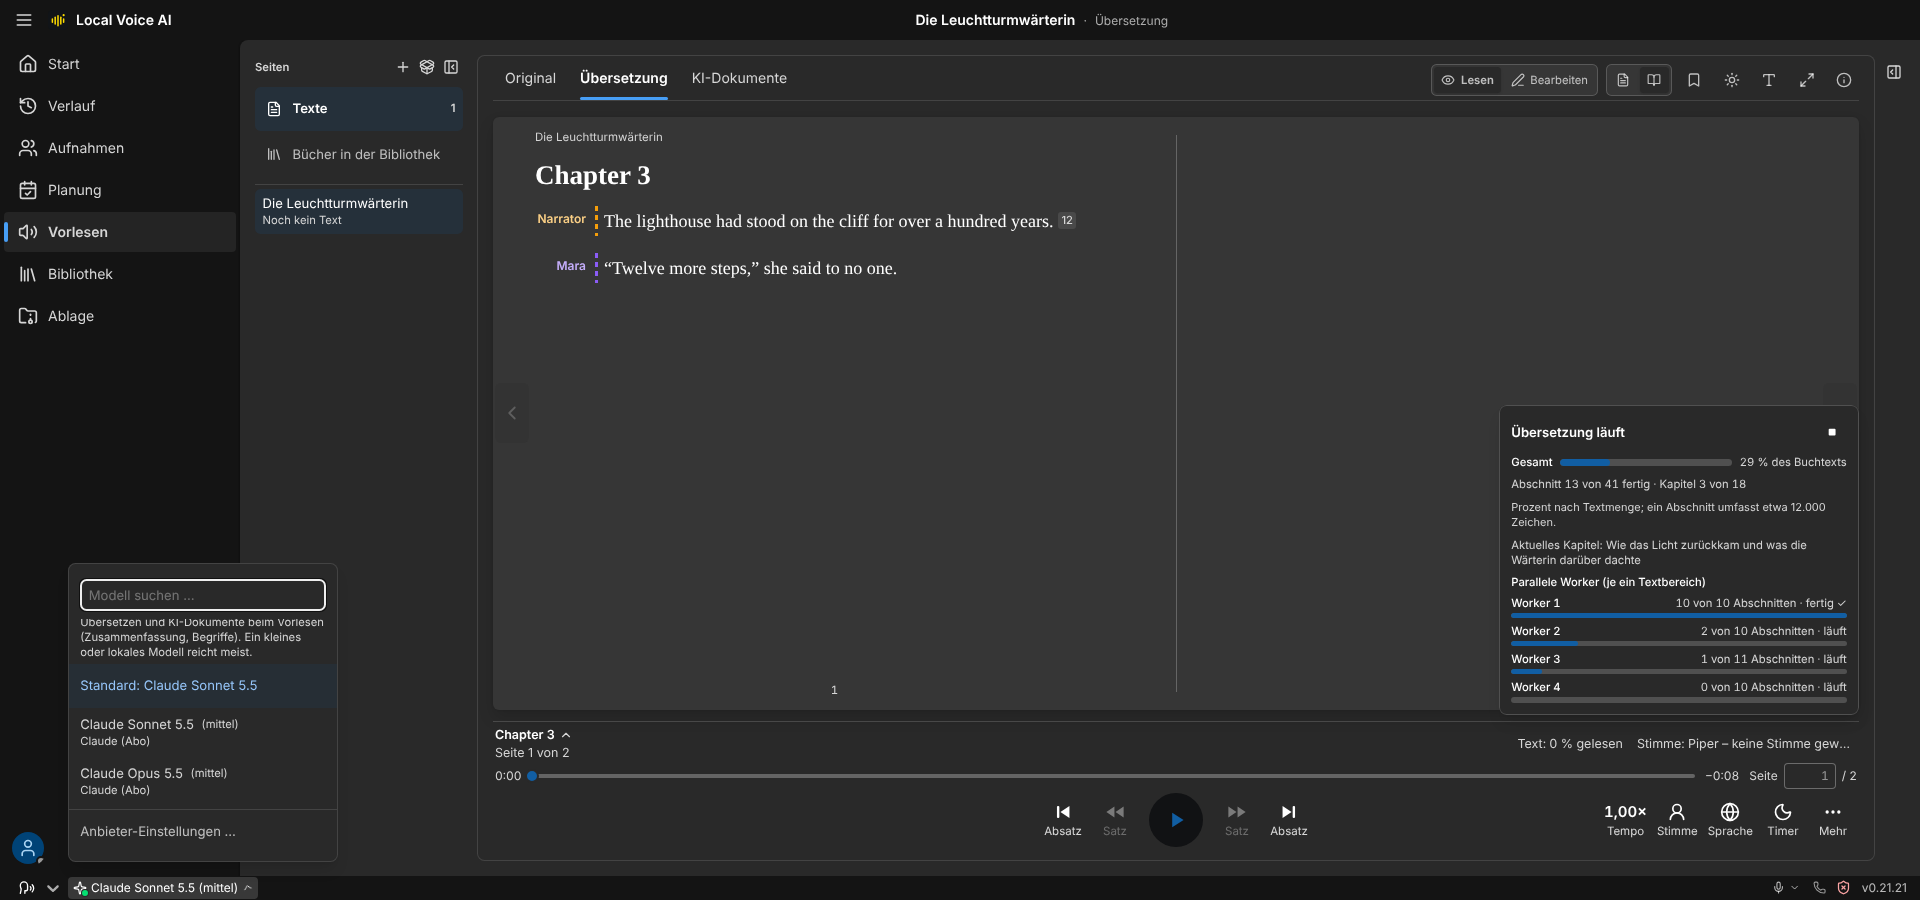 Local Voice AI
Die Leuchtturmwärterin · Übersetzung
Start
Verlauf
Aufnahmen
Planung
Vorlesen
Bibliothek
Ablage
Seiten
Texte 1
Bücher in der Bibliothek
Die Leuchtturmwärterin
Noch kein Text
Original Übersetzung KI-Dokumente
Lesen Bearbeiten
Die Leuchtturmwärterin
Chapter 3
Narrator The lighthouse had stood on the cliff for over a hundred years. 12
Mara “Twelve more steps,” she said to no one.
1
Übersetzung läuft
Gesamt 29 % des Buchtexts
Abschnitt 13 von 41 fertig · Kapitel 3 von 18
Prozent nach Textmenge; ein Abschnitt umfasst etwa 12.000
Zeichen.
Aktuelles Kapitel: Wie das Licht zurückkam und was die
Wärterin darüber dachte
Parallele Worker (je ein Textbereich)
Worker 1 10 von 10 Abschnitten · fertig ✓
Worker 2 2 von 10 Abschnitten · läuft
Worker 3 1 von 11 Abschnitten · läuft
Worker 4 0 von 10 Abschnitten · läuft
Modell suchen ...
Übersetzen und KI-Dokumente beim Vorlesen
(Zusammenfassung, Begriffe). Ein kleines
oder lokales Modell reicht meist.
Standard: Claude Sonnet 5.5
Claude Sonnet 5.5 (mittel)
Claude (Abo)
Claude Opus 5.5 (mittel)
Claude (Abo)
Anbieter-Einstellungen ...
Chapter 3
Seite 1 von 2
Text: 0 % gelesen Stimme: Piper – keine Stimme gew...
0:00 −0:08 Seite 1 / 2
Absatz Satz Satz Absatz
1,00× 
Tempo Stimme Sprache Timer Mehr
Claude Sonnet 5.5 (mittel)
v0.21.21